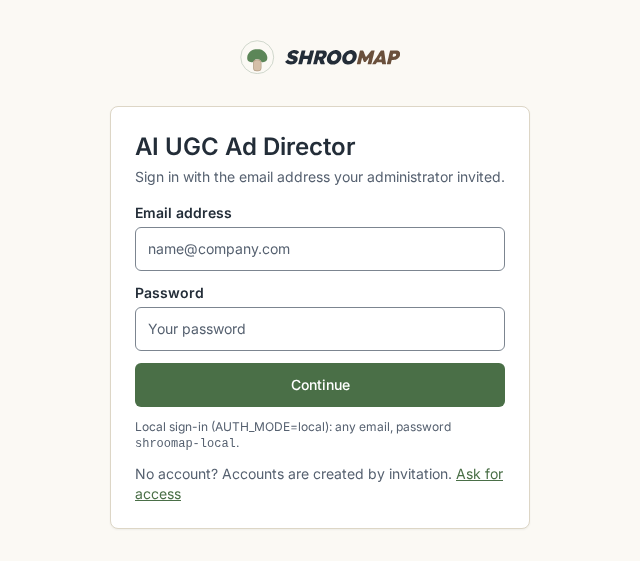 SHROOMAP
AI UGC Ad Director
Sign in with the email address your administrator invited.
Email address
name@company.com
Password
Your password
Continue
Local sign-in (AUTH_MODE=local): any email, password
shroomap-local.
No account? Accounts are created by invitation. Ask for
access